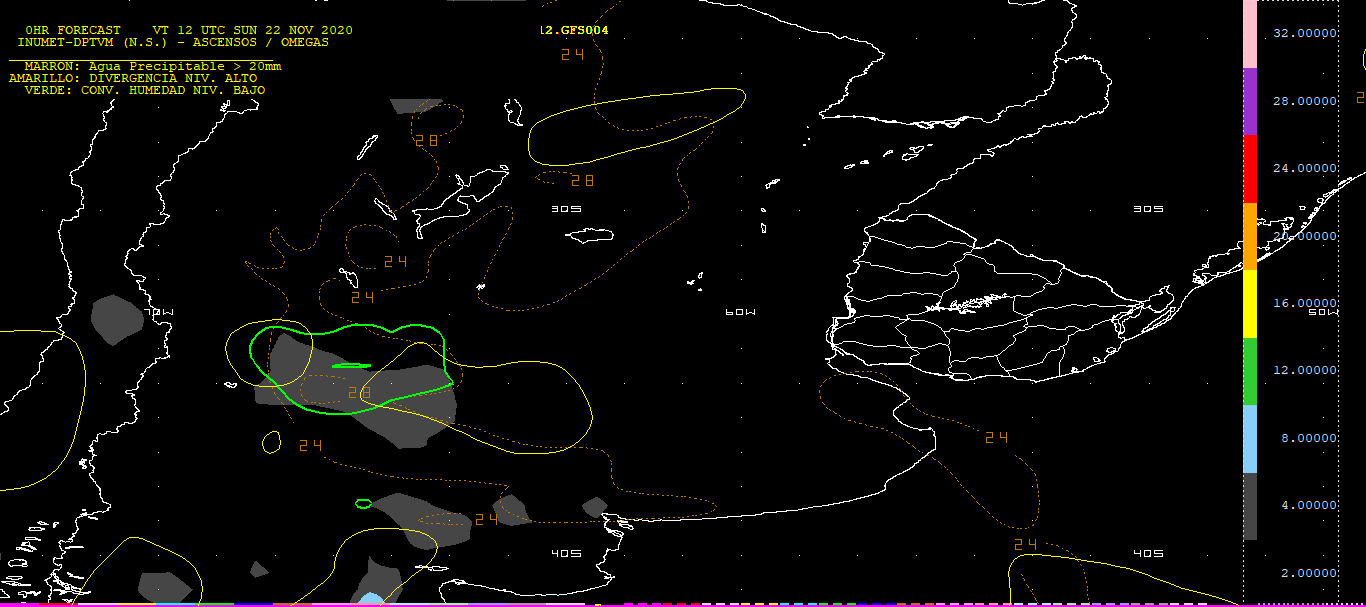 0HR FORECAST    VT 12 UTC SUN 22 NOV 2020
12.GFS004
INUMET-DPTVM (N.S.) - ASCENSOS / OMEGAS
MARRON: Agua Precipitable > 20mm
AMARILLO: DIVERGENCIA NIV. ALTO
VERDE: CONV. HUMEDAD NIV. BAJO
32.00000
24
28.00000
28
24.00000
28
30S
30S
20.00000
24
24
16.00000
70W
60W
50W
12.00000
28
24
24
8.00000
4.00000
24
24
40S
40S
2.00000